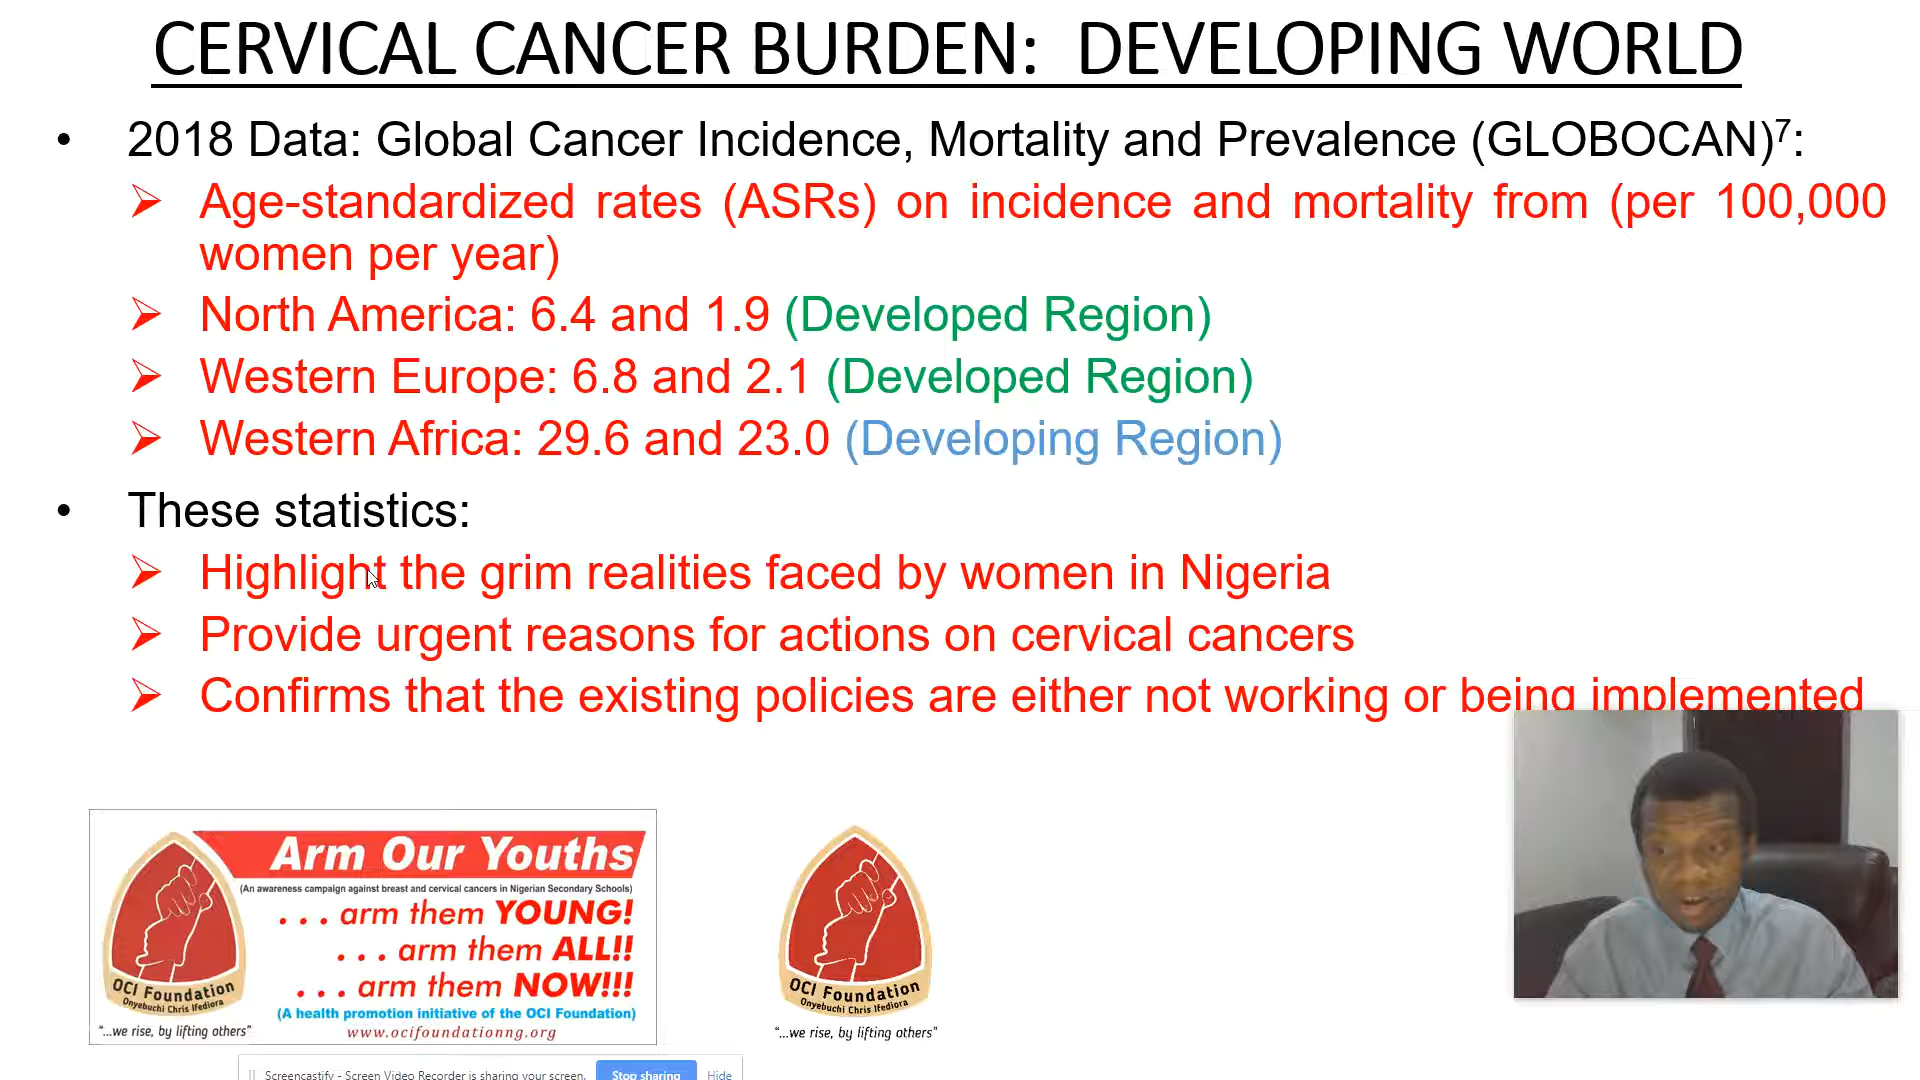 CERVICAL CANCER BURDEN: DEVELOPING WORLD
• 2018 Data: Global Cancer Incidence, Mortality and Prevalence (GLOBOCAN)⁷:
➢ Age-standardized rates (ASRs) on incidence and mortality from (per 100,000
women per year)
➢ North America: 6.4 and 1.9 (Developed Region)
➢ Western Europe: 6.8 and 2.1 (Developed Region)
➢ Western Africa: 29.6 and 23.0 (Developing Region)
• These statistics:
➢ Highlight the grim realities faced by women in Nigeria
➢ Provide urgent reasons for actions on cervical cancers
➢ Confirms that the existing policies are either not working or being implemented
Arm Our Youths
(An awareness campaign against breast and cervical cancers in Nigerian Secondary Schools)
. . . arm them YOUNG!
. . . arm them ALL!!
. . . arm them NOW!!!
(A health promotion initiative of the OCI Foundation)
www.ocifoundationng.org
OCI Foundation
Onyebuchi Chris Ifediora
"...we rise, by lifting others"
OCI Foundation
Onyebuchi Chris Ifediora
"...we rise, by lifting others"
Screencastify - Screen Video Recorder is sharing your screen. Stop sharing Hide